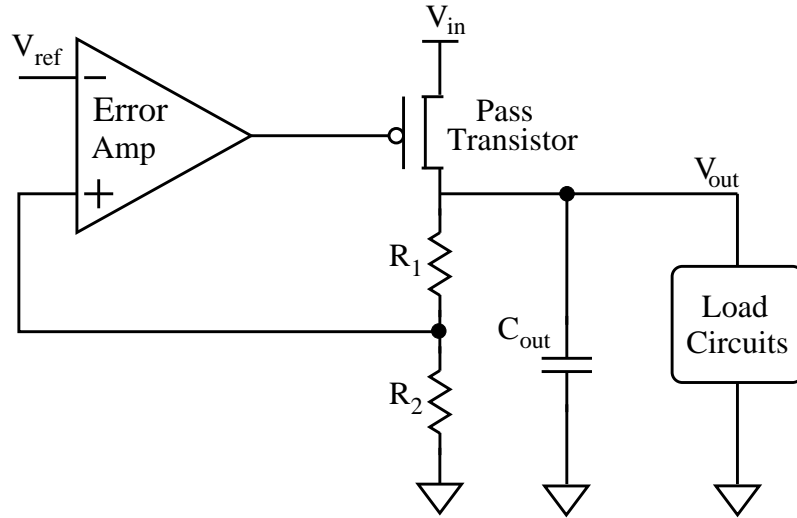 V_in
V_ref
−
Error
Amp
+
Pass
Transistor
V_out
R_1
R_2
C_out
Load
Circuits